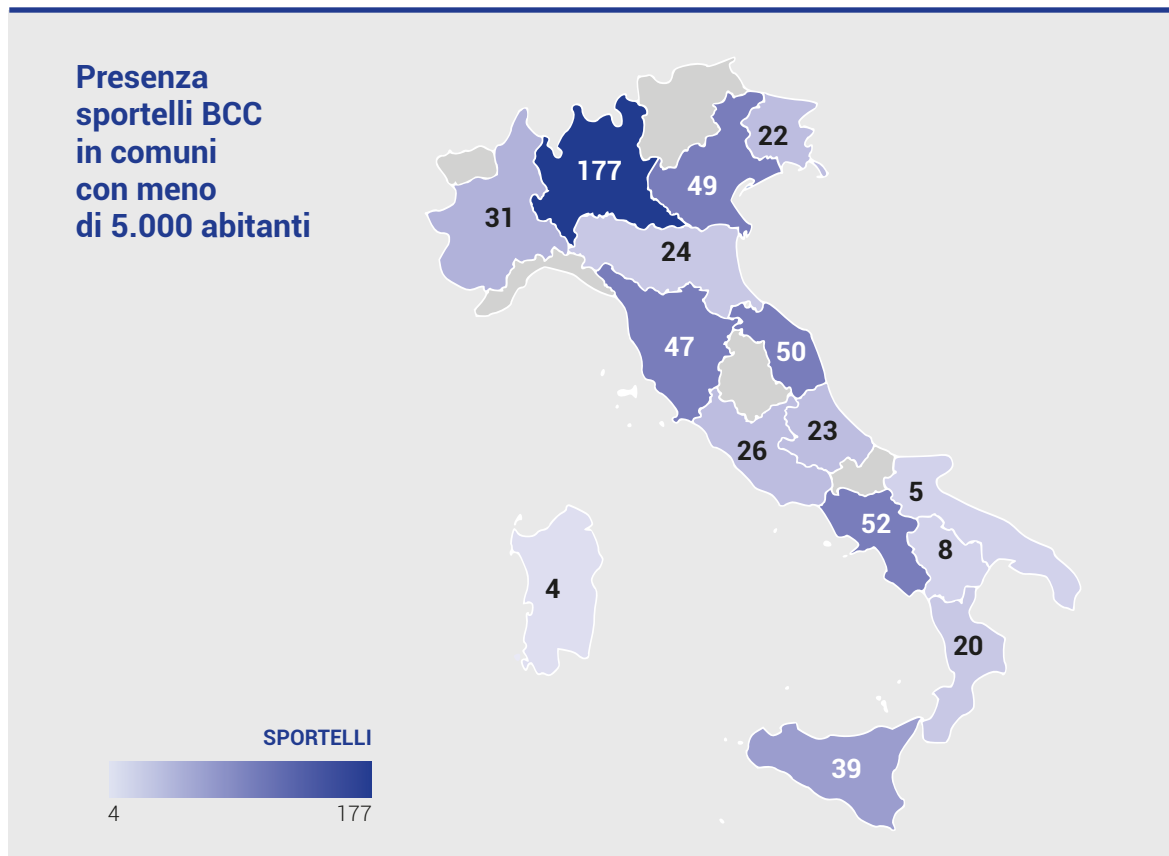 Presenza
sportelli BCC
in comuni
con meno
di 5.000 abitanti
22
177
49
31
24
47
50
23
26
5
52
8
4
20
39
SPORTELLI
4 177